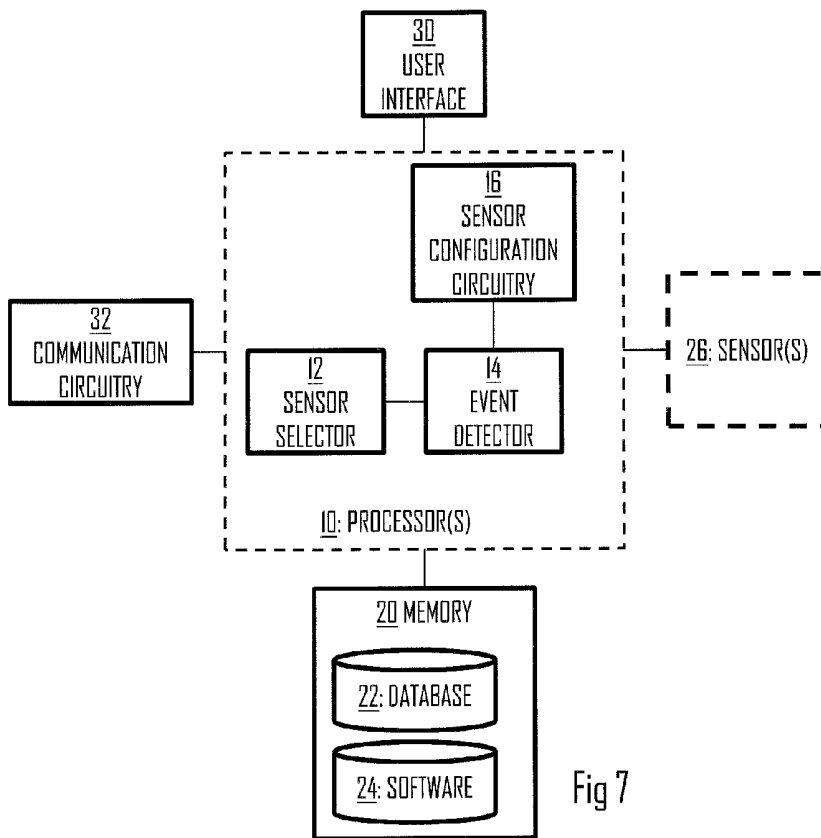 30
USER
INTERFACE
16
SENSOR
CONFIGURATION
CIRCUITRY
32
COMMUNICATION
CIRCUITRY
26: SENSOR(S)
12
SENSOR
SELECTOR
14
EVENT
DETECTOR
10: PROCESSOR(S)
20 MEMORY
22: DATABASE
24: SOFTWARE
Fig 7